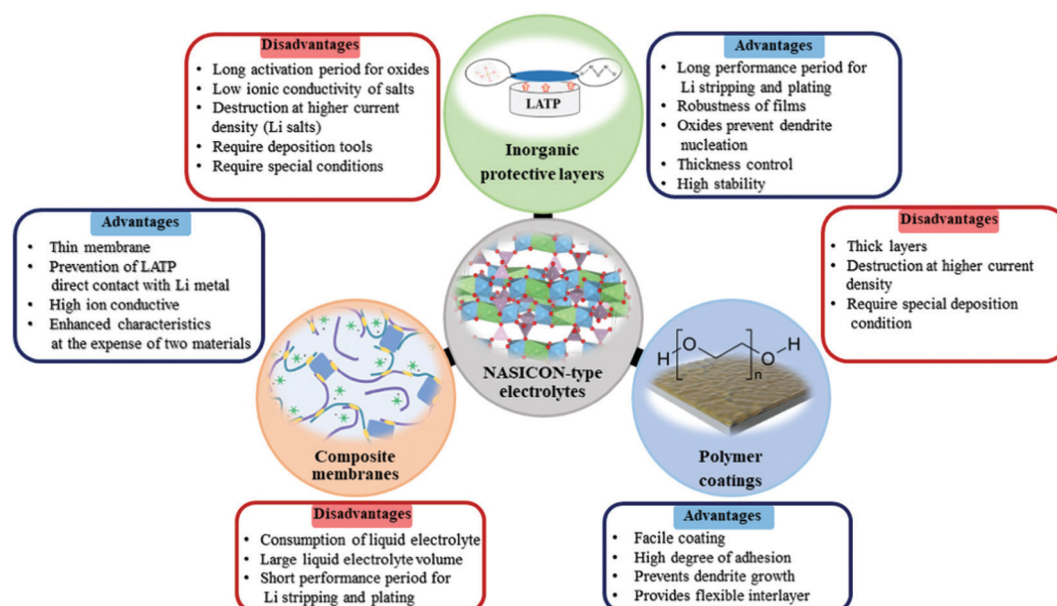 Disadvantages
• Long activation period for oxides
• Low ionic conductivity of salts
• Destruction at higher current
density (Li salts)
• Require deposition tools
• Require special conditions
LATP
Inorganic
protective layers
Advantages
• Long performance period for
Li stripping and plating
• Robustness of films
• Oxides prevent dendrite
nucleation
• Thickness control
• High stability
Advantages
• Thin membrane
• Prevention of LATP
direct contact with Li metal
• High ion conductive
• Enhanced characteristics
at the expense of two materials
NASICON-type
electrolytes
Disadvantages
• Thick layers
• Destruction at higher current
density
• Require special deposition
condition
Composite
membranes
H O O H
n
Polymer
coatings
Disadvantages
• Consumption of liquid electrolyte
• Large liquid electrolyte volume
• Short performance period for
Li stripping and plating
Advantages
• Facile coating
• High degree of adhesion
• Prevents dendrite growth
• Provides flexible interlayer